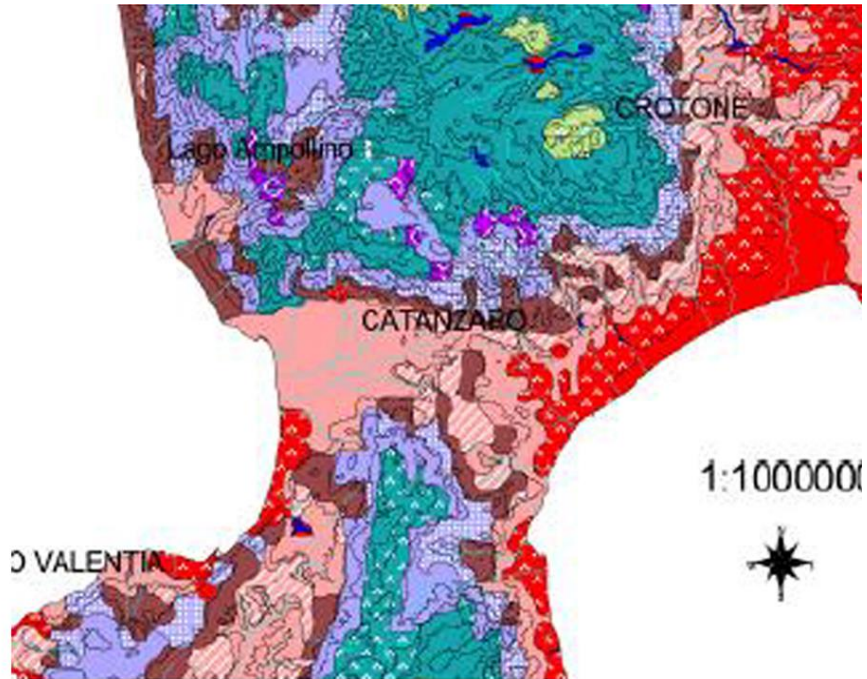 CROTONE
Lago Ampollino
CATANZARO
1:1000000
O VALENTIA